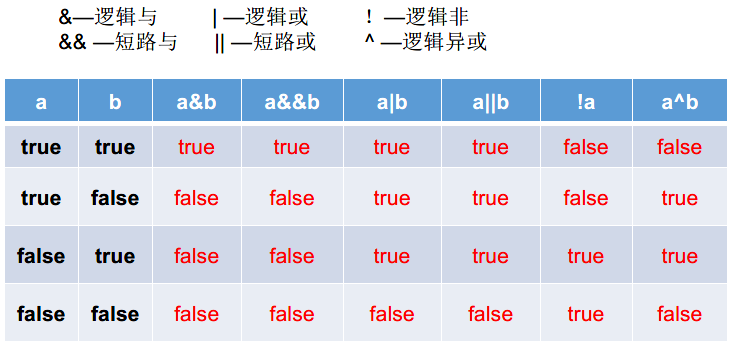 &—逻辑与 | —逻辑或 ！—逻辑非
&& —短路与 || —短路或 ^ —逻辑异或
a b a&b a&&b a|b a||b !a a^b
true true true true true true false false
true false false false true true false true
false true false false true true true true
false false false false false false true false